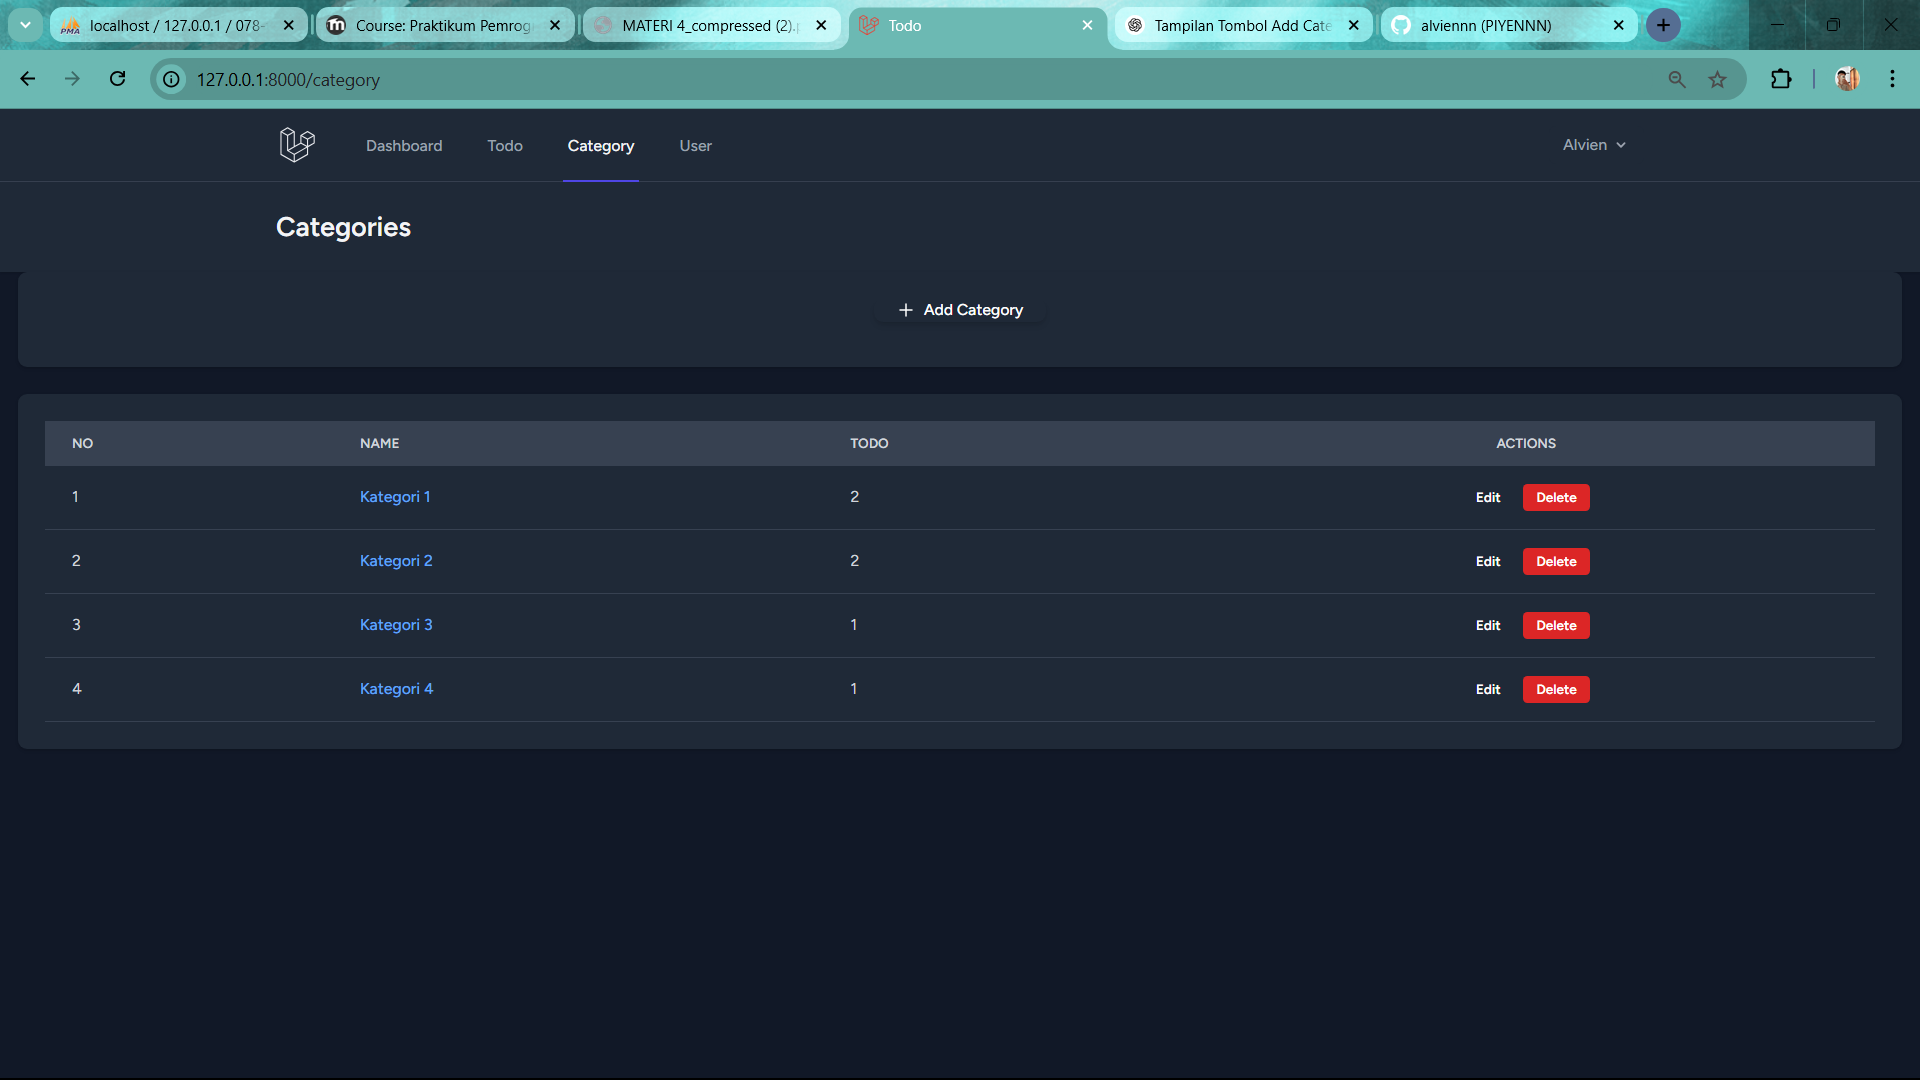 localhost / 127.0.0.1 / 078-
Course: Praktikum Pemrog
MATERI 4_compressed (2).p
Todo
Tampilan Tombol Add Cate
alviennn (PIYENNN)
127.0.0.1:8000/category
Dashboard
Todo
Category
User
Alvien
Categories
+ Add Category
NO NAME TODO ACTIONS
1 Kategori 1 2 Edit Delete
2 Kategori 2 2 Edit Delete
3 Kategori 3 1 Edit Delete
4 Kategori 4 1 Edit Delete